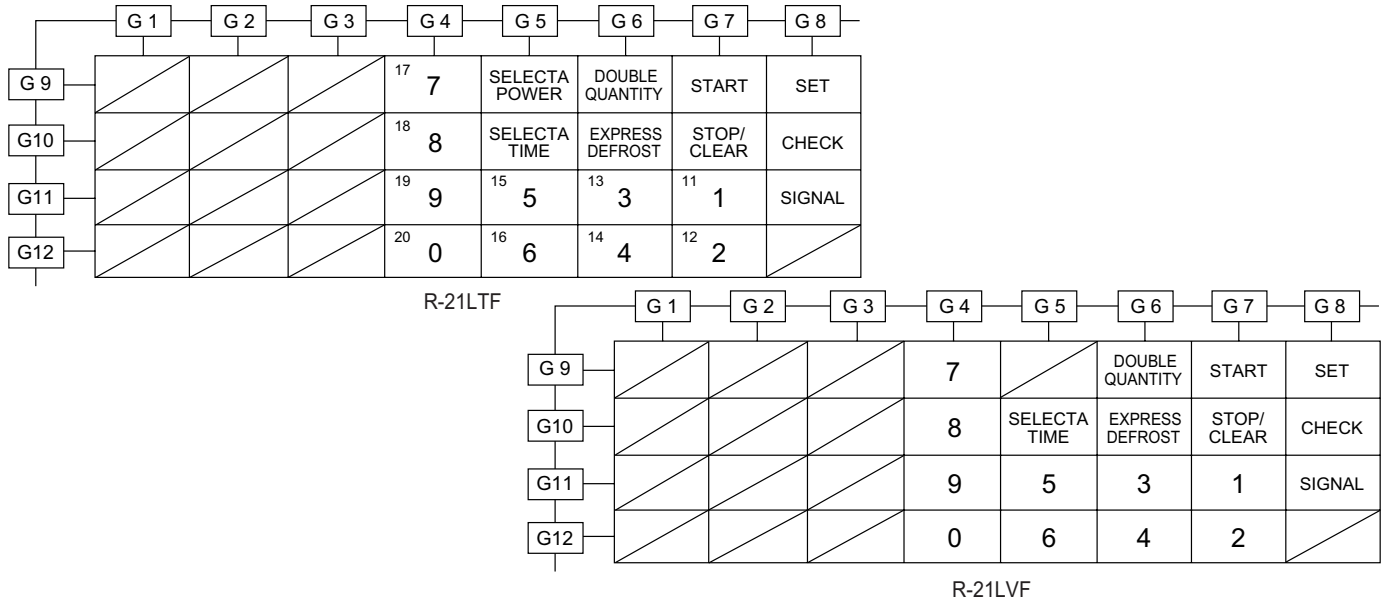 G 1 G 2 G 3 G 4 G 5 G 6 G 7 G 8
G 9 17 7 SELECTA POWER DOUBLE QUANTITY START SET
G10 18 8 SELECTA TIME EXPRESS DEFROST STOP/ CLEAR CHECK
G11 19 9 15 5 13 3 11 1 SIGNAL
G12 20 0 16 6 14 4 12 2
R-21LTF
G 1 G 2 G 3 G 4 G 5 G 6 G 7 G 8
G 9 7 DOUBLE QUANTITY START SET
G10 8 SELECTA TIME EXPRESS DEFROST STOP/ CLEAR CHECK
G11 9 5 3 1 SIGNAL
G12 0 6 4 2
R-21LVF